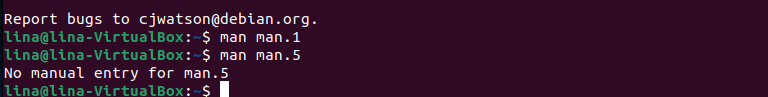 Report bugs to cjwatson@debian.org.
lina@lina-VirtualBox:~$ man man.1
lina@lina-VirtualBox:~$ man man.5
No manual entry for man.5
lina@lina-VirtualBox:~$